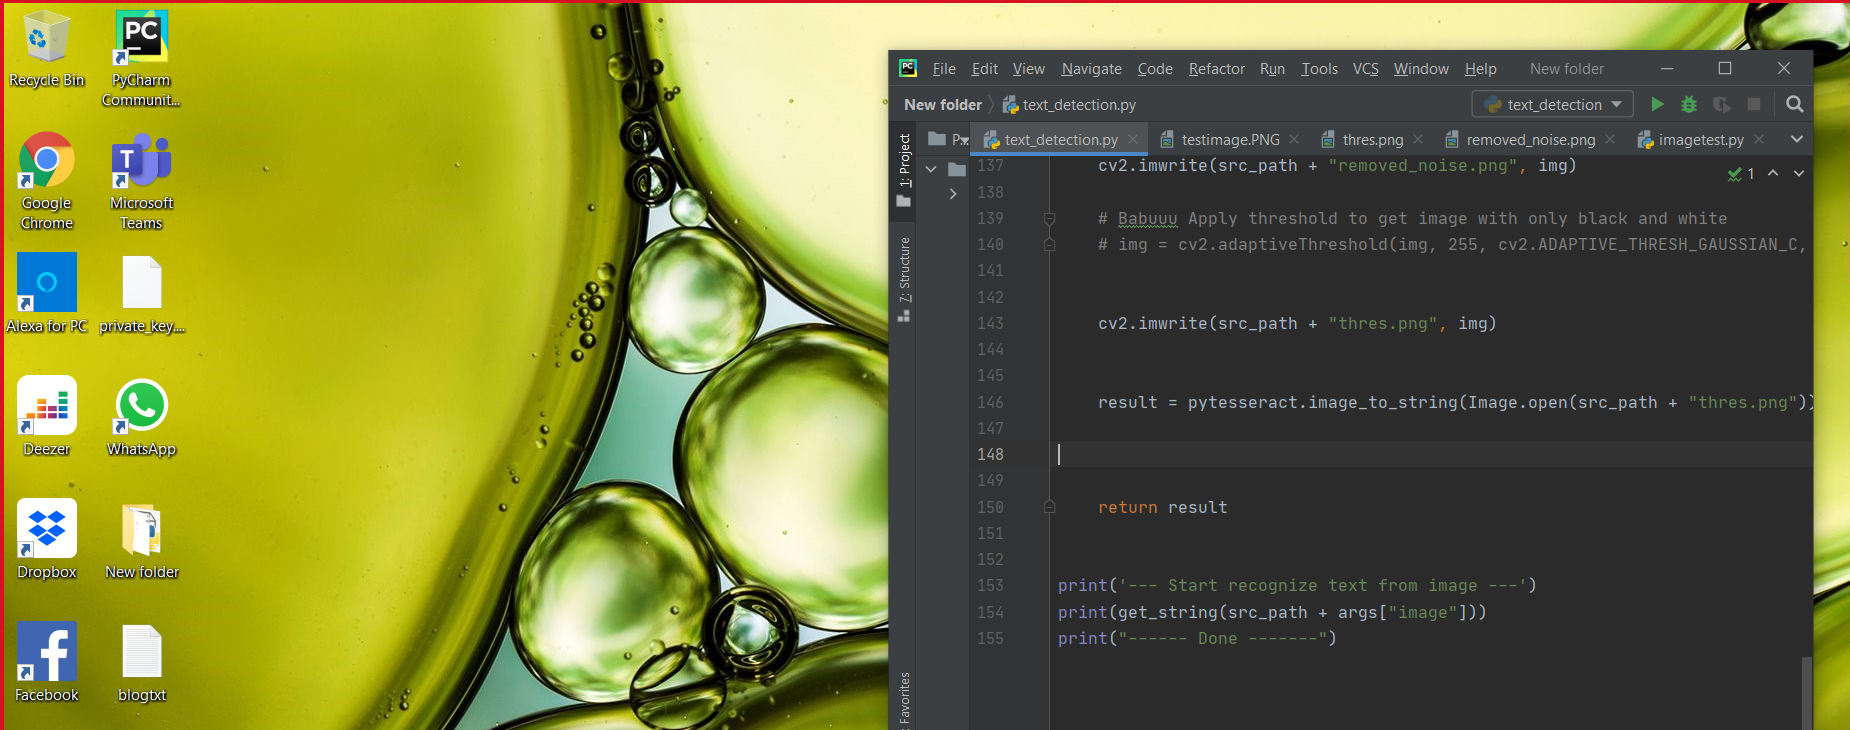 Recycle Bin
PyCharm
Communit...
Google
Chrome
Microsoft
Teams
Alexa for PC
private_key....
Deezer
WhatsApp
Dropbox
New folder
Facebook
blogtxt
PC
File Edit View Navigate Code Refactor Run Tools VCS Window Help New folder
New folder text_detection.py text_detection
P text_detection.py testimage.PNG thres.png removed_noise.png imagetest.py
1: Project
7: Structure
Favorites
1
137 cv2.imwrite(src_path + "removed_noise.png", img)
138
139 # Babuuu Apply threshold to get image with only black and white
140 # img = cv2.adaptiveThreshold(img, 255, cv2.ADAPTIVE_THRESH_GAUSSIAN_C,
141
142
143 cv2.imwrite(src_path + "thres.png", img)
144
145
146 result = pytesseract.image_to_string(Image.open(src_path + "thres.png"))
147
148
149
150 return result
151
152
153 print('--- Start recognize text from image ---')
154 print(get_string(src_path + args["image"]))
155 print("------ Done -------")